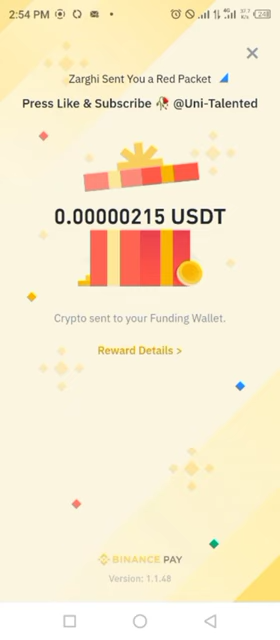 2:54 PM
Zarghi Sent You a Red Packet
Press Like & Subscribe 🥀 @Uni-Talented
0.00000215 USDT
Crypto sent to your Funding Wallet.
Reward Details >
BINANCE PAY
Version: 1.1.48